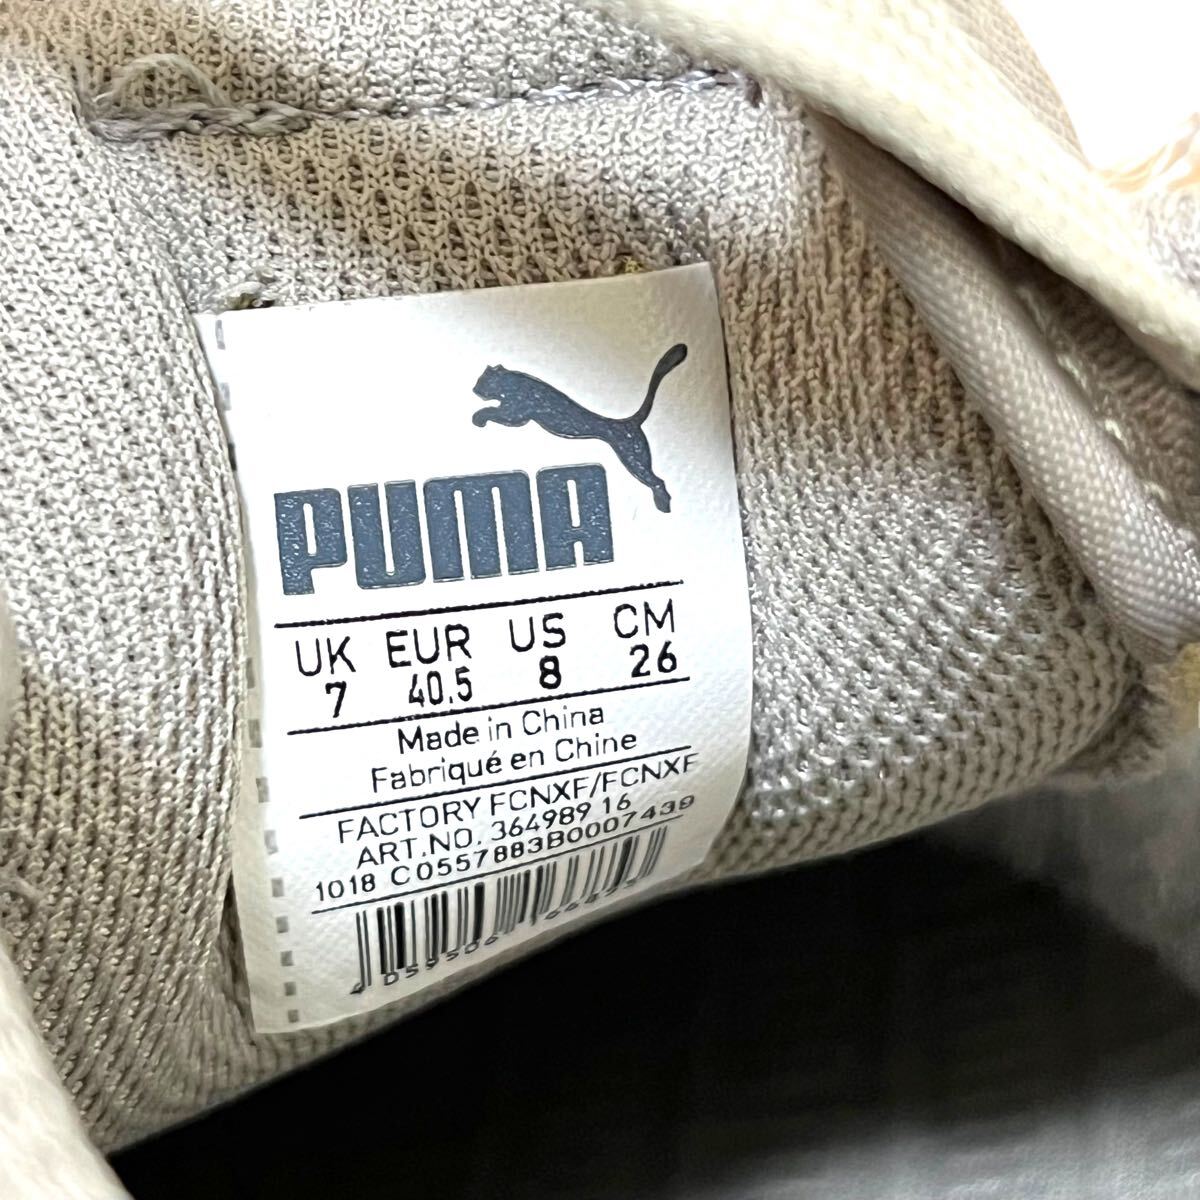 PUMA
UK EUR US CM
7 40.5 8 26
Made in China
Fabriqué en Chine
FACTORY FCNXF/FCNXF
ART.NO. 364989 16
1018 C0557883B0007439